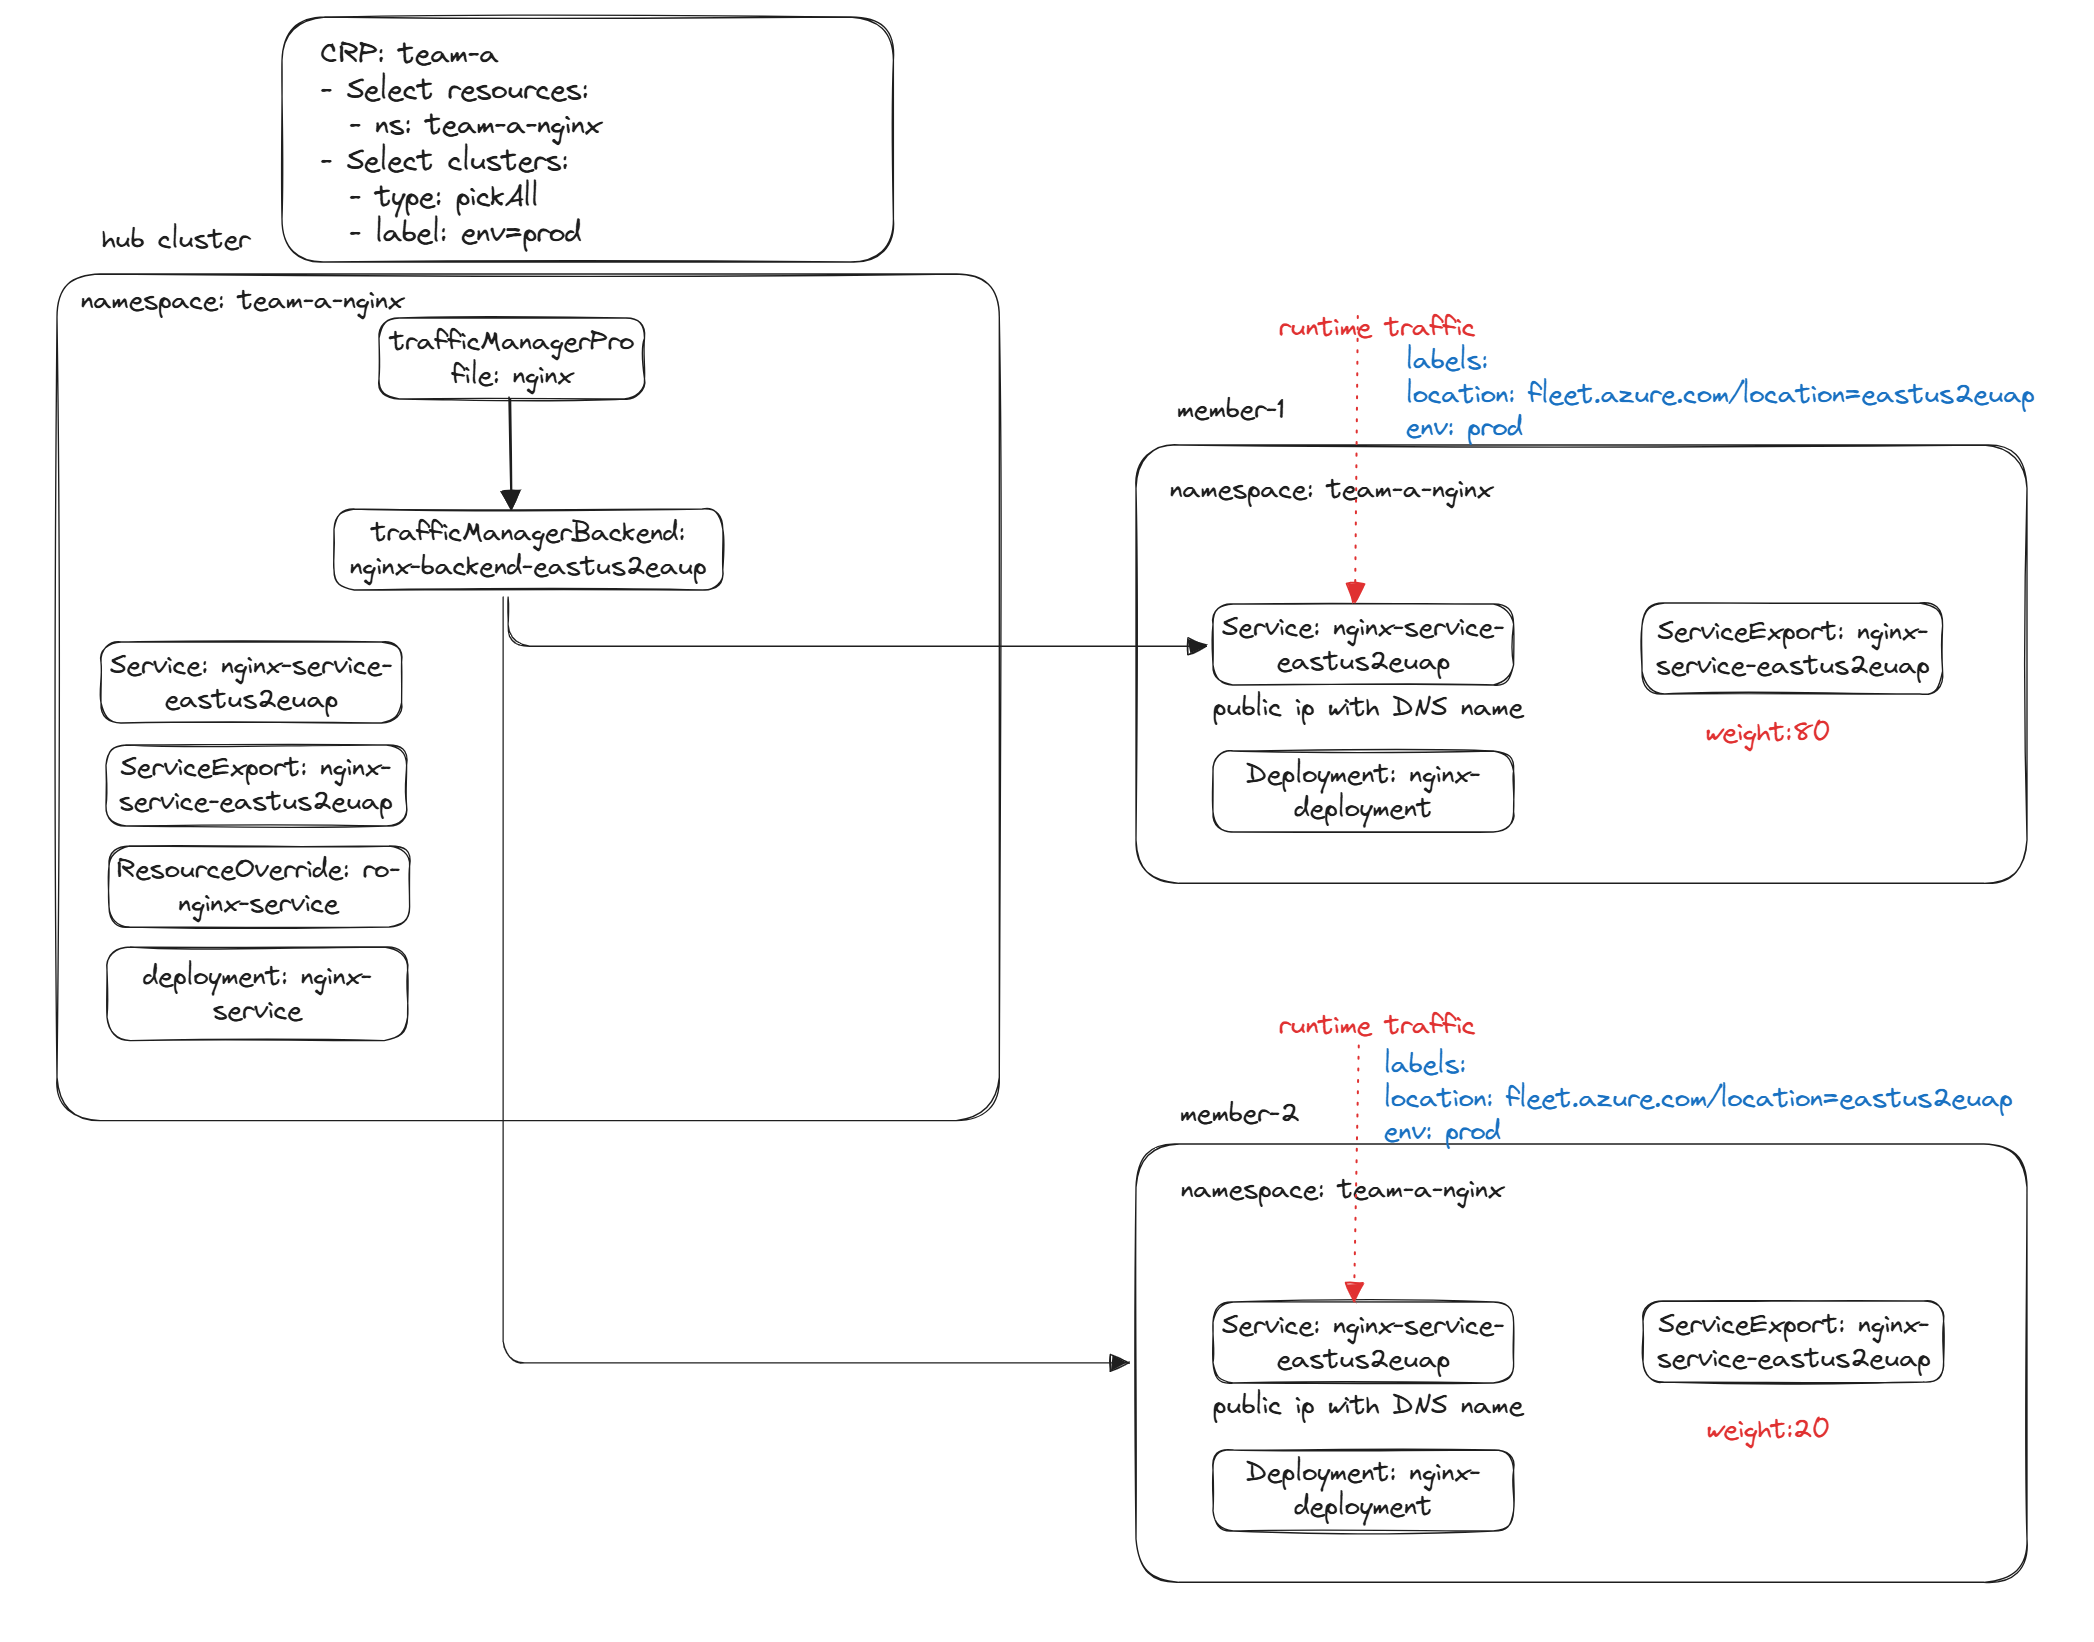 CRP: team-a
- Select resources:
- ns: team-a-nginx
- Select clusters:
- type: pickAll
- label: env=prod
hub cluster
namespace: team-a-nginx
trafficManagerPro
file: nginx
trafficManagerBackend:
nginx-backend-eastus2eaup
Service: nginx-service-
eastus2euap
ServiceExport: nginx-
service-eastus2euap
ResourceOverride: ro-
nginx-service
deployment: nginx-
service
runtime traffic
labels:
location: fleet.azure.com/location=eastus2euap
env: prod
member-1
namespace: team-a-nginx
Service: nginx-service-
eastus2euap
public ip with DNS name
Deployment: nginx-
deployment
ServiceExport: nginx-
service-eastus2euap
weight:80
runtime traffic
labels:
location: fleet.azure.com/location=eastus2euap
env: prod
member-2
namespace: team-a-nginx
Service: nginx-service-
eastus2euap
public ip with DNS name
Deployment: nginx-
deployment
ServiceExport: nginx-
service-eastus2euap
weight:20